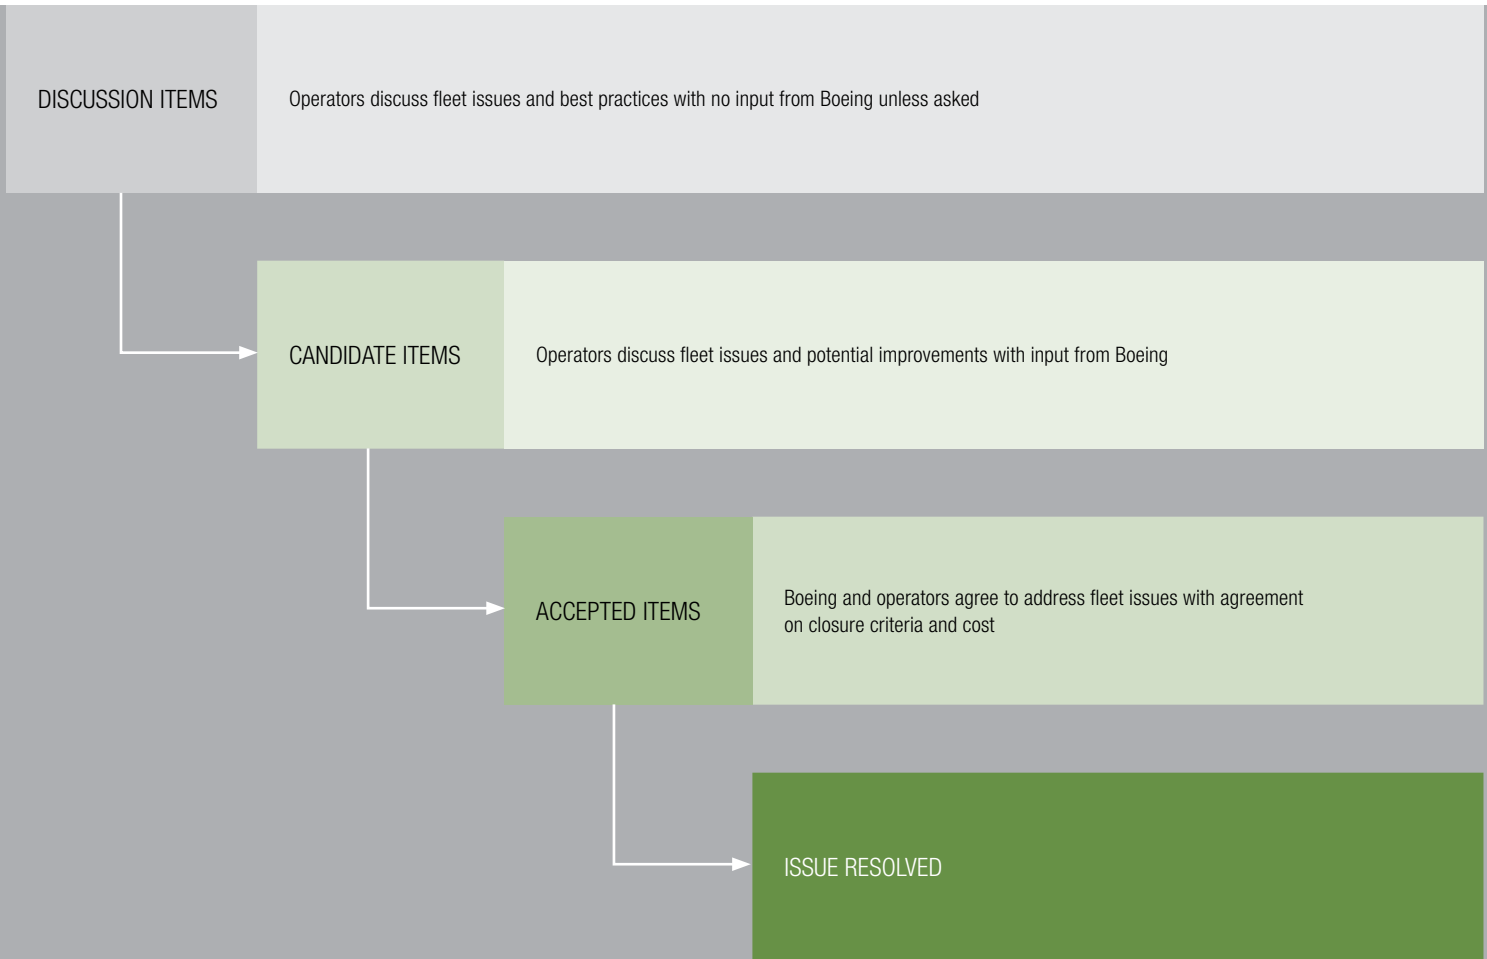 DISCUSSION ITEMS
Operators discuss fleet issues and best practices with no input from Boeing unless asked
CANDIDATE ITEMS
Operators discuss fleet issues and potential improvements with input from Boeing
ACCEPTED ITEMS
Boeing and operators agree to address fleet issues with agreement
on closure criteria and cost
ISSUE RESOLVED